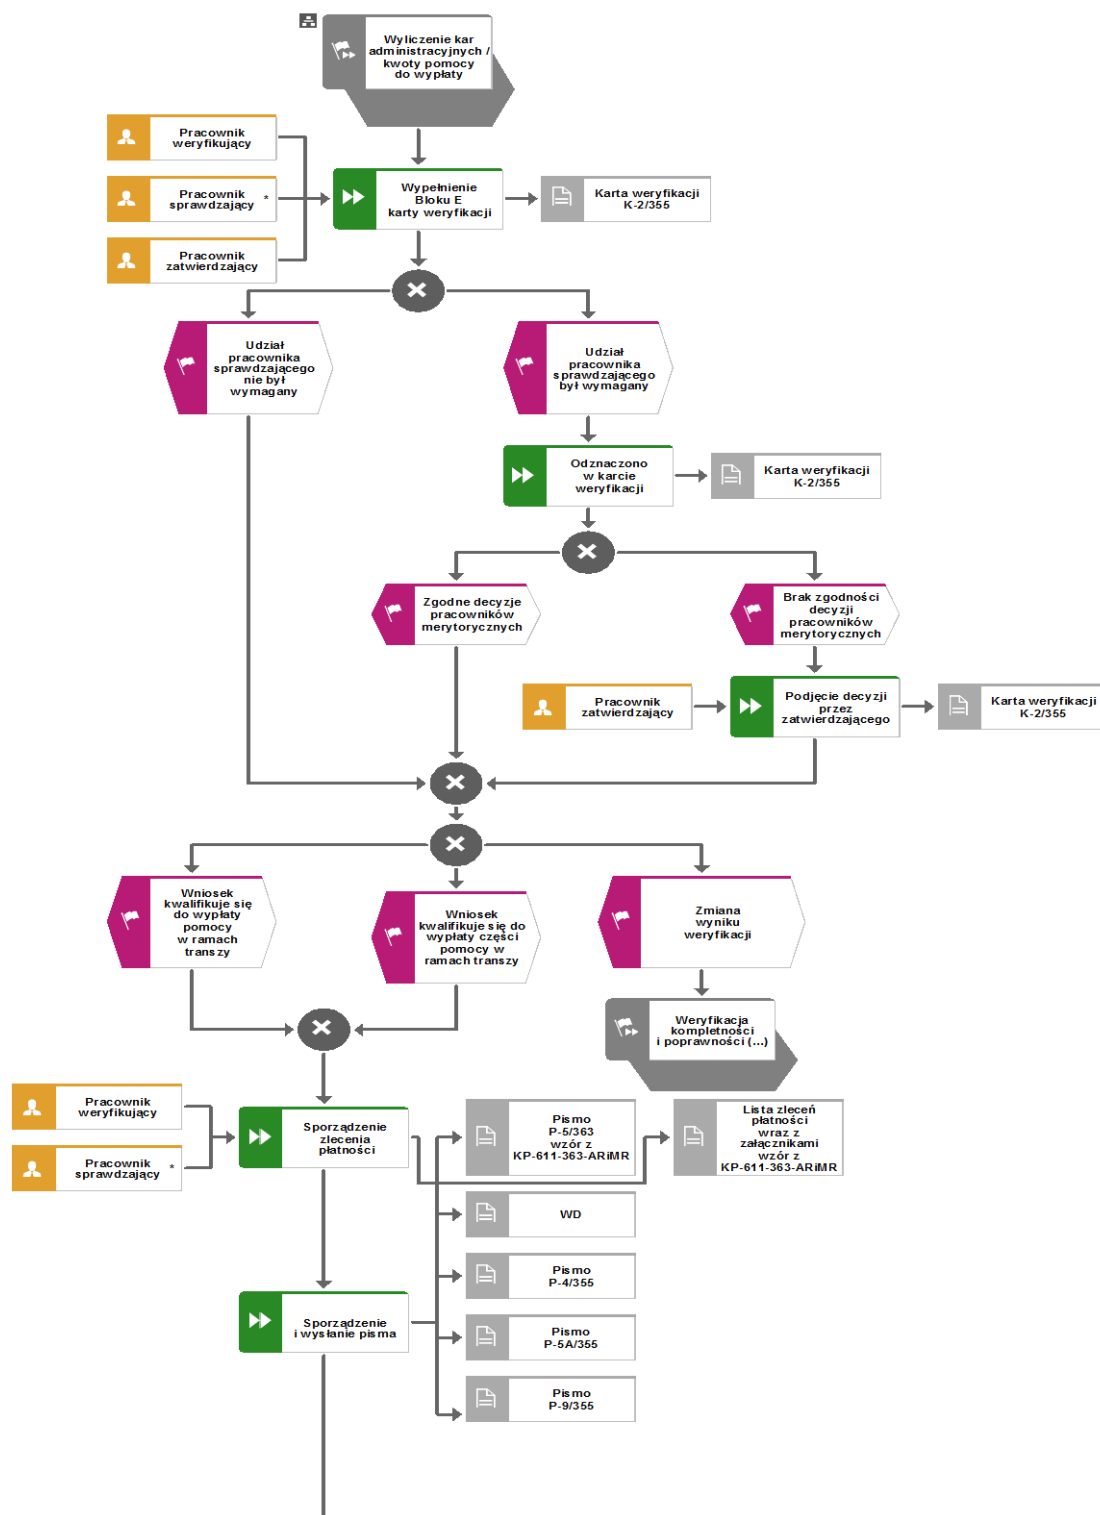 Wyliczenie kar
administracyjnych /
kwoty pomocy
do wypłaty
Pracownik
weryfikujący
Pracownik
sprawdzający *
Pracownik
zatwierdzający
Wypełnienie
Bloku E
karty weryfikacji
Karta weryfikacji
K-2/355
Udział
pracownika
sprawdzającego
nie był
wymagany
Udział
pracownika
sprawdzającego
był wymagany
Odznaczono
w karcie
weryfikacji
Karta weryfikacji
K-2/355
Zgodne decyzje
pracowników
merytorycznych
Brak zgodności
decyzji
pracowników
merytorycznych
Pracownik
zatwierdzający
Podjęcie decyzji
przez
zatwierdzającego
Karta weryfikacji
K-2/355
Wniosek
kwalifikuje się
do wypłaty
pomocy
w ramach
transzy
Wniosek
kwalifikuje się do
wypłaty części
pomocy w
ramach transzy
Zmiana
wyniku
weryfikacji
Weryfikacja
kompletności
i poprawności (...)
Pracownik
weryfikujący
Pracownik
sprawdzający *
Sporządzenie
zlecenia
płatności
Pismo
P-5/363
wzór z
KP-611-363-ARiMR
Lista zleceń
płatności
wraz z
załącznikami
wzór z
KP-611-363-ARiMR
WD
Pismo
P-4/355
Sporządzenie
i wysłanie pisma
Pismo
P-5A/355
Pismo
P-9/355